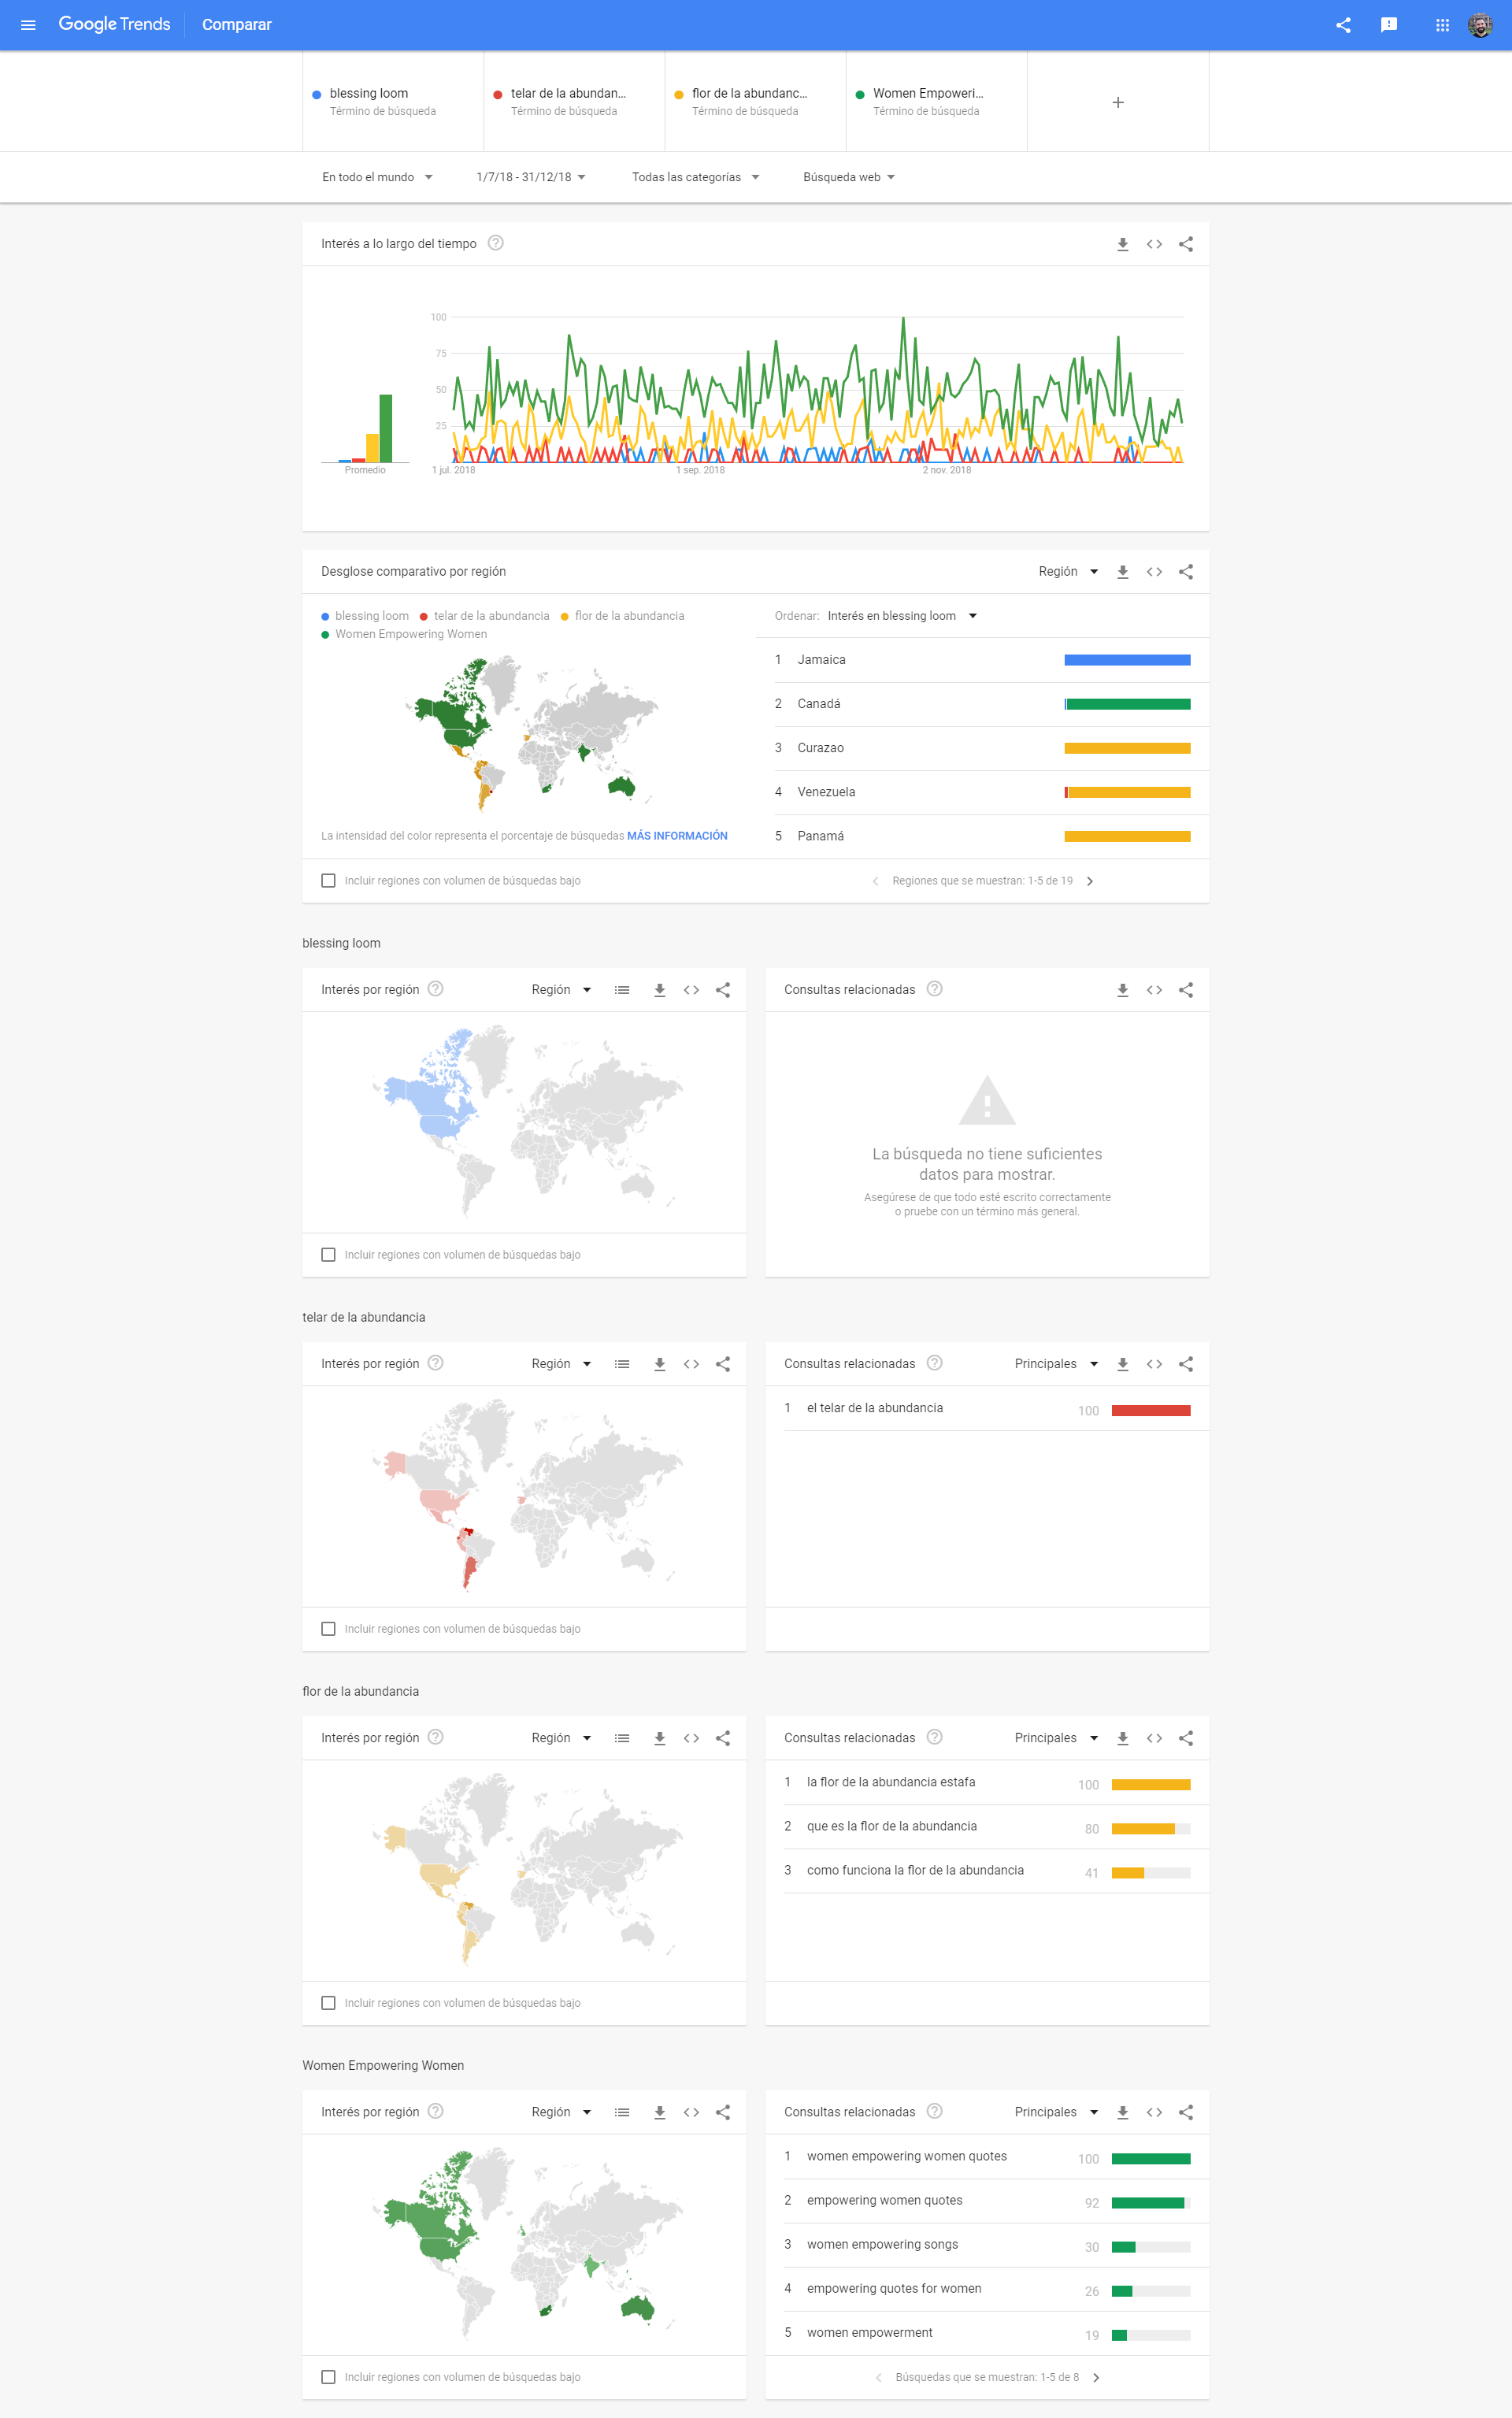 Google Trends
Comparar
blessing loom
Término de búsqueda
telar de la abundan...
Término de búsqueda
flor de la abundanc...
Término de búsqueda
Women Empoweri...
Término de búsqueda
+
En todo el mundo
1/7/18 - 31/12/18
Todas las categorías
Búsqueda web
Interés a lo largo del tiempo
100
75
50
25
Promedio
1 jul. 2018
1 sep. 2018
2 nov. 2018
Desglose comparativo por región
Región
blessing loom telar de la abundancia flor de la abundancia
Women Empowering Women
La intensidad del color representa el porcentaje de búsquedas MÁS INFORMACIÓN
Ordenar: Interés en blessing loom
1 Jamaica
2 Canadá
3 Curazao
4 Venezuela
5 Panamá
Incluir regiones con volumen de búsquedas bajo
Regiones que se muestran: 1-5 de 19
blessing loom
Interés por región
Región
Incluir regiones con volumen de búsquedas bajo
Consultas relacionadas
La búsqueda no tiene suficientes
datos para mostrar.
Asegúrese de que todo esté escrito correctamente
o pruebe con un término más general.
telar de la abundancia
Interés por región
Región
Incluir regiones con volumen de búsquedas bajo
Consultas relacionadas
Principales
1 el telar de la abundancia 100
flor de la abundancia
Interés por región
Región
Incluir regiones con volumen de búsquedas bajo
Consultas relacionadas
Principales
1 la flor de la abundancia estafa 100
2 que es la flor de la abundancia 80
3 como funciona la flor de la abundancia 41
Women Empowering Women
Interés por región
Región
Incluir regiones con volumen de búsquedas bajo
Consultas relacionadas
Principales
1 women empowering women quotes 100
2 empowering women quotes 92
3 women empowering songs 30
4 empowering quotes for women 26
5 women empowerment 19
Búsquedas que se muestran: 1-5 de 8